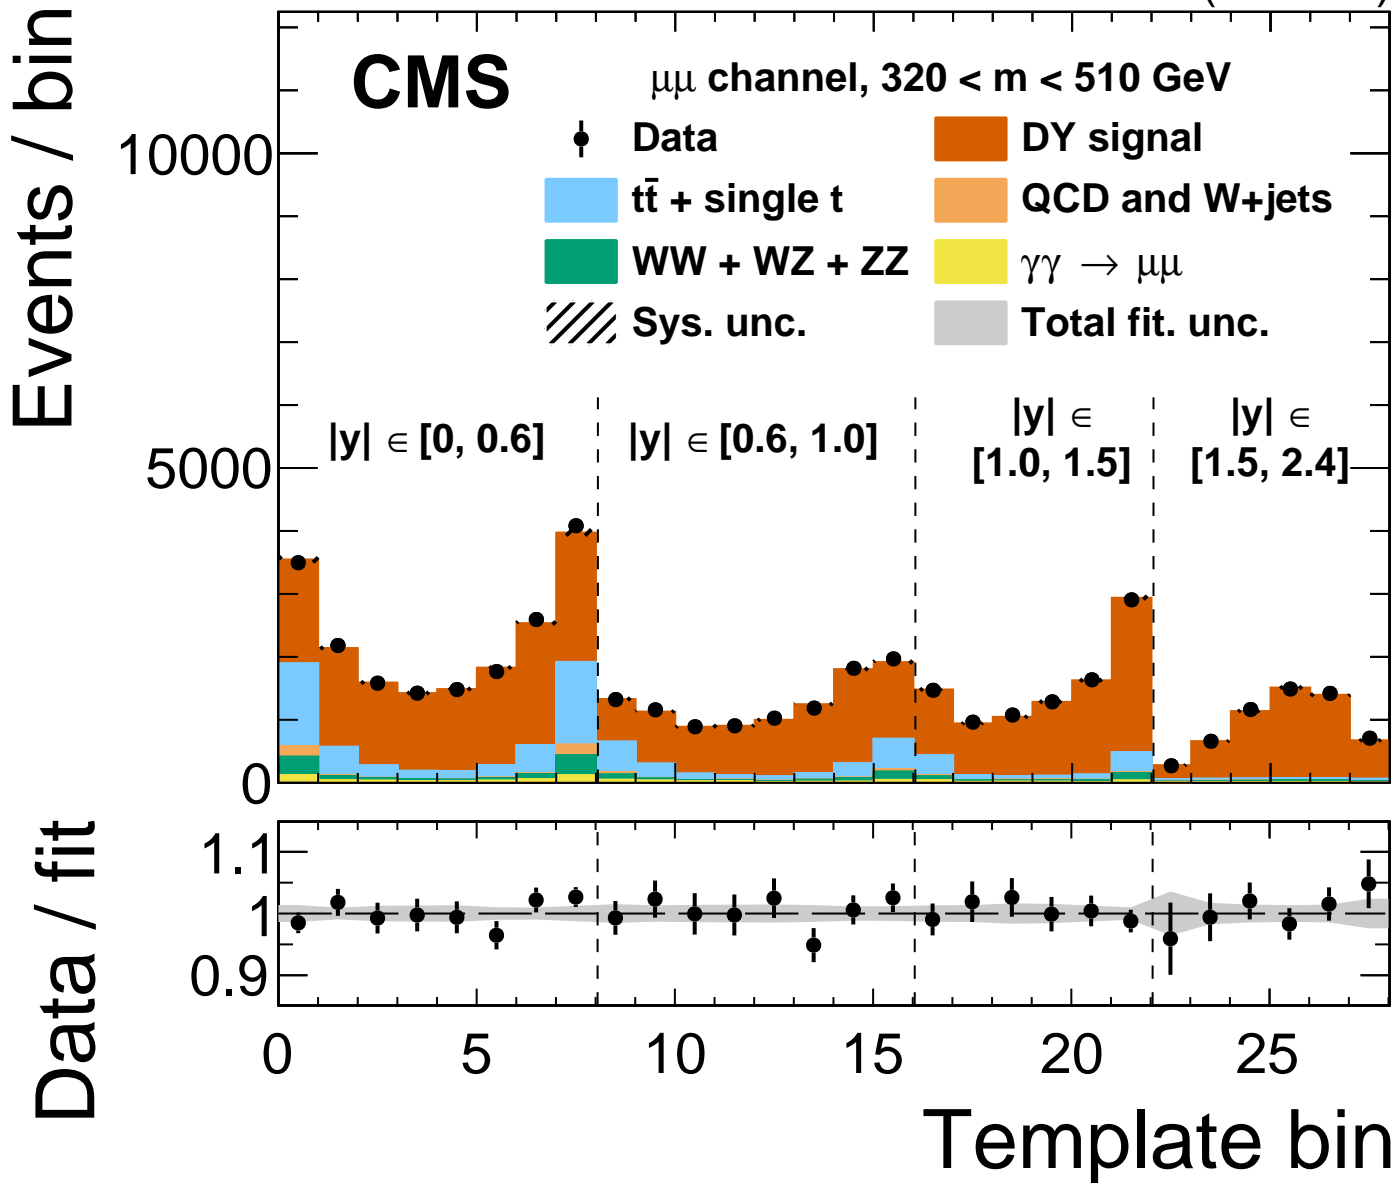 CMS
μμ channel, 320 < m < 510 GeV
Data
DY signal
tt̄ + single t
QCD and W+jets
WW + WZ + ZZ
γγ → μμ
Sys. unc.
Total fit. unc.
Events / bin
10000
5000
0
|y| ∈ [0, 0.6]
|y| ∈ [0.6, 1.0]
|y| ∈
[1.0, 1.5]
|y| ∈
[1.5, 2.4]
Data / fit
1.1
1
0.9
0 5 10 15 20 25
Template bin